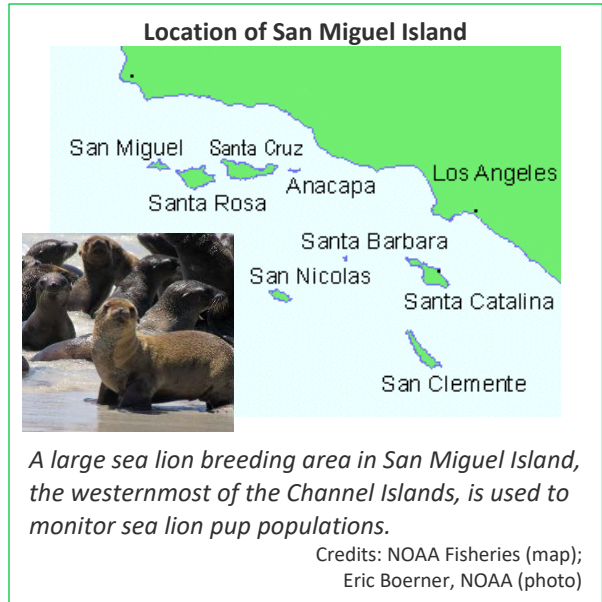 Location of San Miguel Island
San Miguel
Santa Cruz
Anacapa
Santa Rosa
Los Angeles
Santa Barbara
San Nicolas
Santa Catalina
San Clemente
A large sea lion breeding area in San Miguel Island,
the westernmost of the Channel Islands, is used to
monitor sea lion pup populations.
Credits: NOAA Fisheries (map);
Eric Boerner, NOAA (photo)